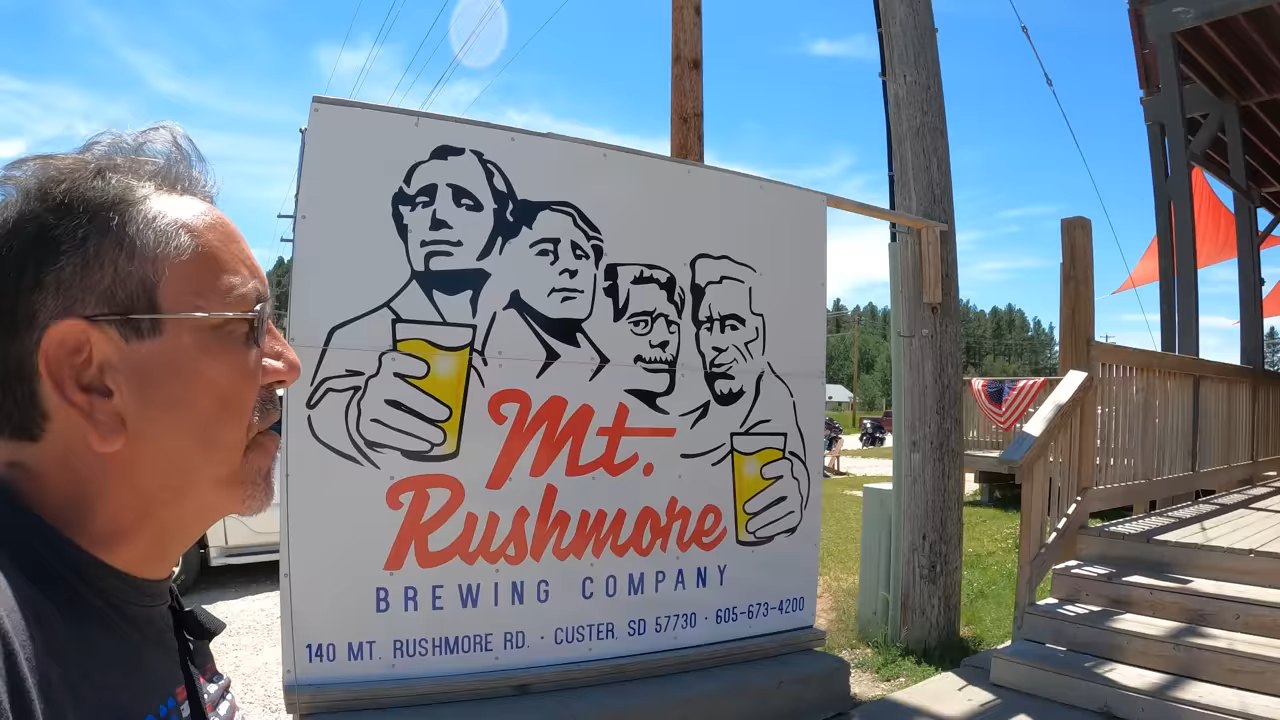 Mt.
Rushmore
BREWING COMPANY
140 MT. RUSHMORE RD. · CUSTER, SD 57730 · 605-673-4200